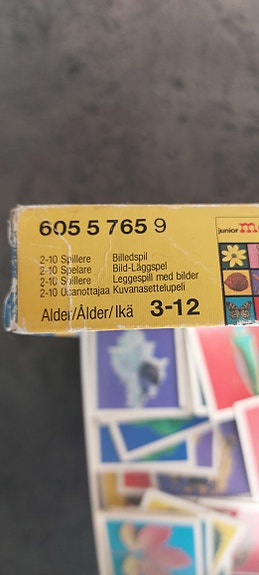 605 5 765 9
junior
2-10 Spillere Billedspil
2-10 Spelare Bild-Läggspel
2-10 Spillere Leggespill med bilder
2-10 Osanottajaa Kuvanasettelupeli
Alder/Ålder/Ikä 3-12